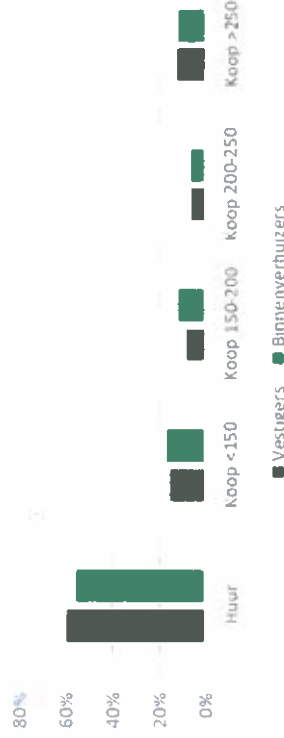 80%
60%
40%
20%
0%
Huur
Koop <150
Koop 150-200
Koop 200-250
Koop >250
Vestigers Binnenverhuizers